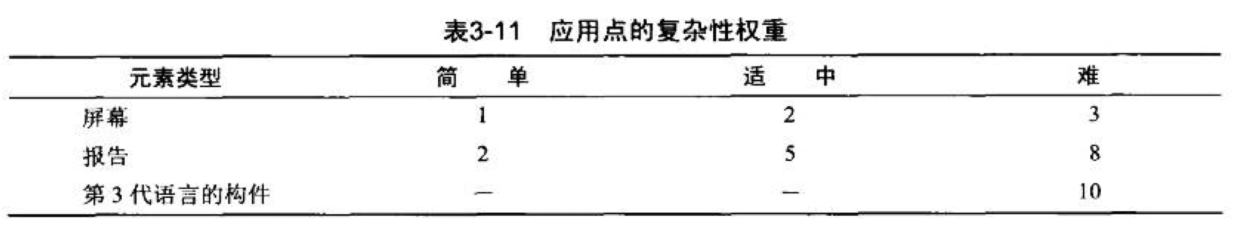 表3-11 应用点的复杂性权重
元素类型 简 单 适 中 难
屏幕 1 2 3
报告 2 5 8
第3代语言的构件 — — 10